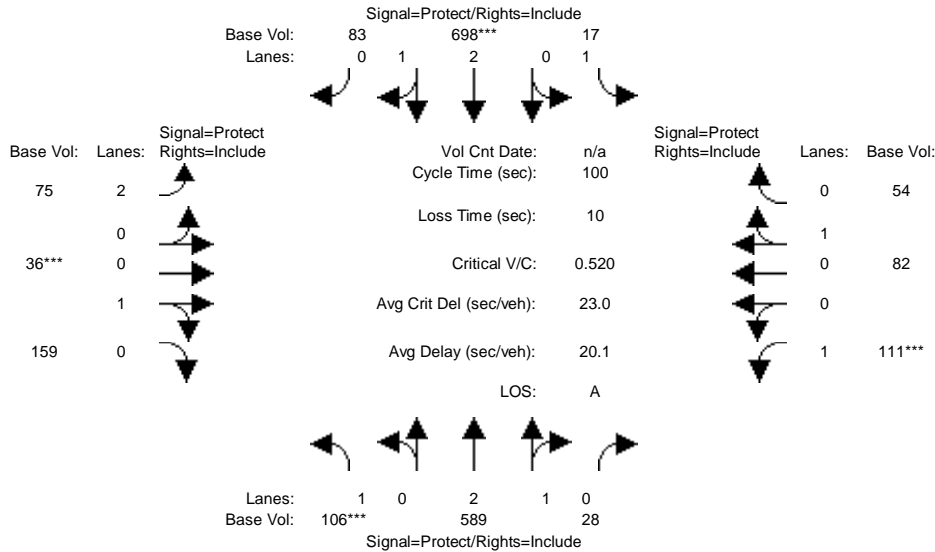 Signal=Protect/Rights=Include
Base Vol: 83 698*** 17
Lanes: 0 1 2 0 1
Signal=Protect
Base Vol: Lanes: Rights=Include
Vol Cnt Date: n/a
Signal=Protect
Rights=Include Lanes: Base Vol:
Cycle Time (sec): 100
75 2 0 54
Loss Time (sec): 10
0 1
36*** 0 Critical V/C: 0.520 0 82
1 Avg Crit Del (sec/veh): 23.0 0
159 0 Avg Delay (sec/veh): 20.1 1 111***
LOS: A
Lanes: 1 0 2 1 0
Base Vol: 106*** 589 28
Signal=Protect/Rights=Include